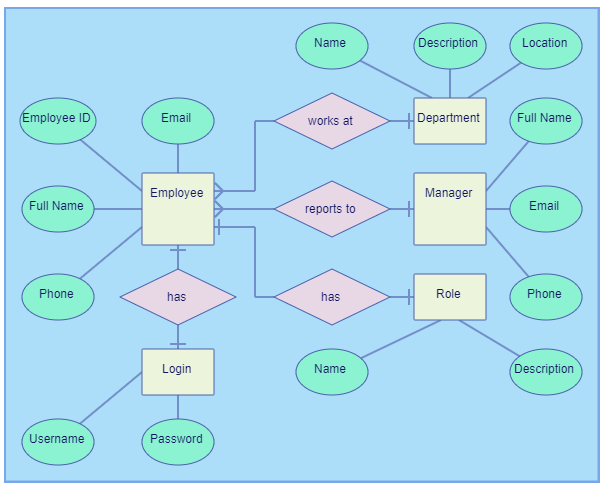 Name
Description
Location
Employee ID
Email
works at
Department
Full Name
Full Name
Employee
reports to
Manager
Email
Phone
has
has
Role
Phone
Login
Name
Description
Username
Password